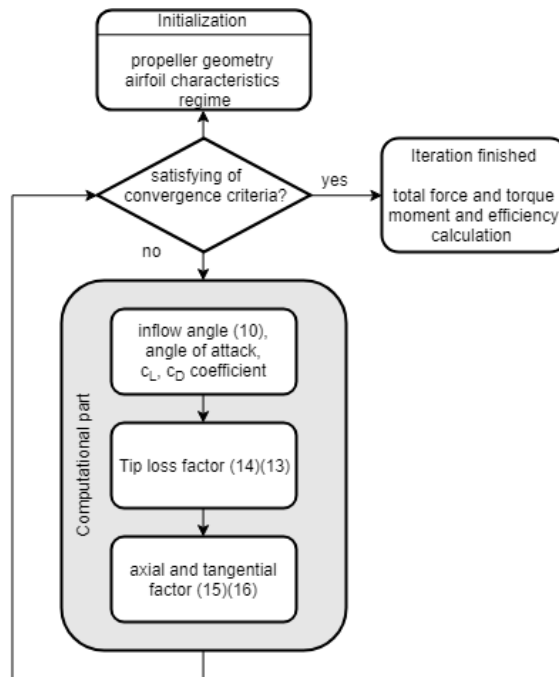 Initialization
propeller geometry
airfoil characteristics
regime
satisfying of
convergence criteria?
yes
Iteration finished
total force and torque
moment and efficiency
calculation
no
Computational part
inflow angle (10),
angle of attack,
c_L, c_D coefficient
Tip loss factor (14)(13)
axial and tangential
factor (15)(16)